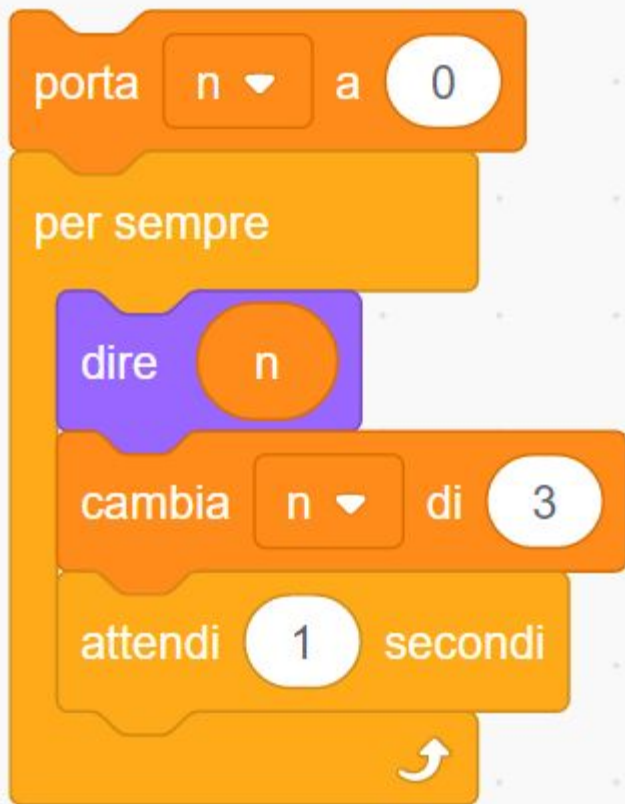 porta n a 0
per sempre
dire n
cambia n di 3
attendi 1 secondi